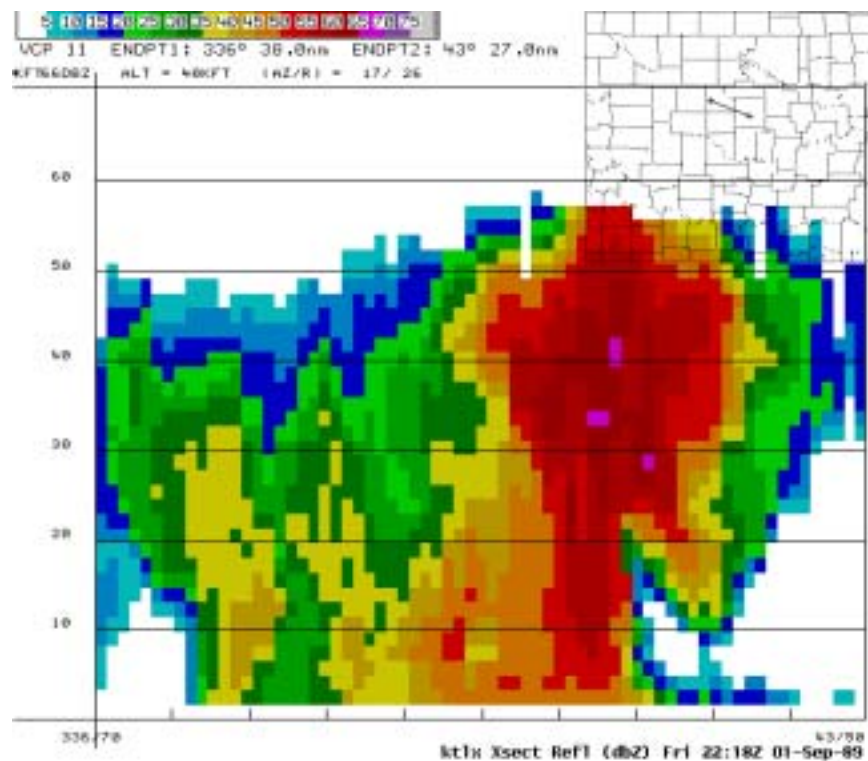 5 10 15 20 25 30 35 40 45 50 55 60 65 70 75
VCP 11 ENDPT1: 336° 38.0nm ENDPT2: 43° 27.0nm
ALT = 40KFT (AZ/R) = 17/ 26
60
50
40
30
20
10
336/70 43/50
ktlx Xsect Refl (dbZ) Fri 22:18Z 01-Sep-89